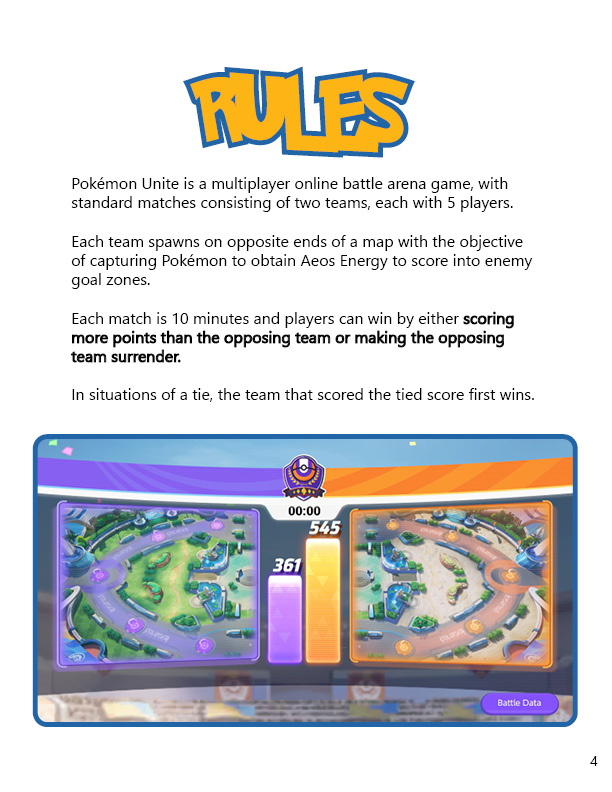 RULES
Pokémon Unite is a multiplayer online battle arena game, with
standard matches consisting of two teams, each with 5 players.
Each team spawns on opposite ends of a map with the objective
of capturing Pokémon to obtain Aeos Energy to score into enemy
goal zones.
Each match is 10 minutes and players can win by either scoring
more points than the opposing team or making the opposing
team surrender.
In situations of a tie, the team that scored the tied score first wins.
00:00
545
361
Battle Data
4